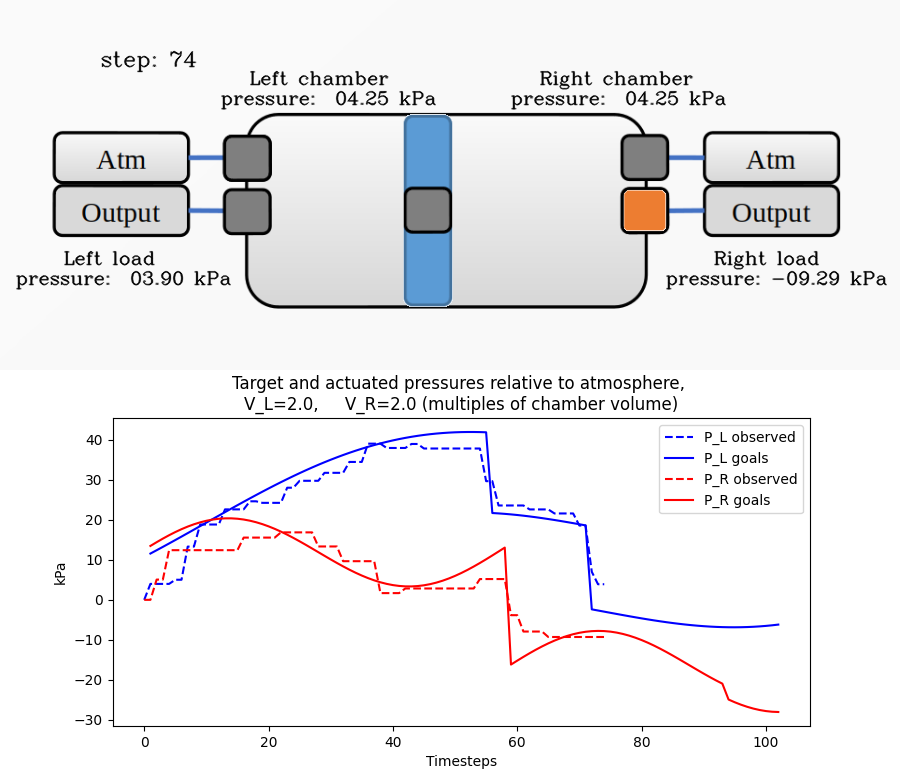 step: 74
Left chamber
pressure: 04.25 kPa
Right chamber
pressure: 04.25 kPa
Atm
Output
Atm
Output
Left load
pressure: 03.90 kPa
Right load
pressure: −09.29 kPa
Target and actuated pressures relative to atmosphere,
V_L=2.0, V_R=2.0 (multiples of chamber volume)
P_L observed
P_L goals
P_R observed
P_R goals
kPa
40
30
20
10
0
−10
−20
−30
0 20 40 60 80 100
Timesteps